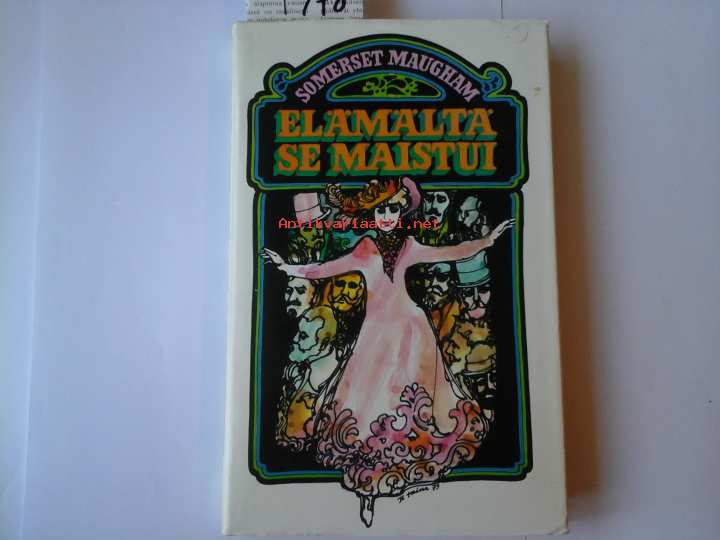 SOMERSET MAUGHAM
ELÄMÄLTÄ
SE MAISTUI
Antikvariaatti.net